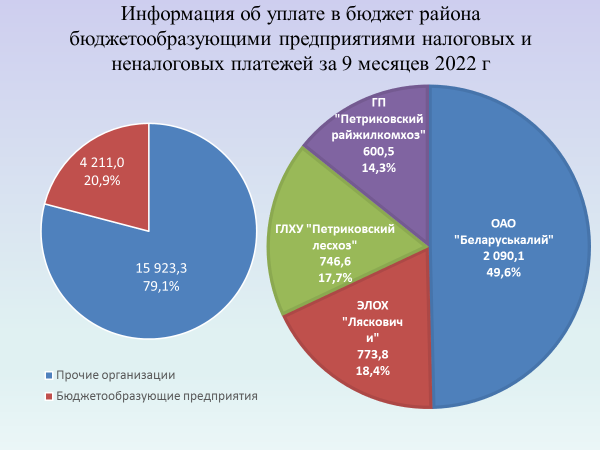 Информация об уплате в бюджет района
бюджетообразующими предприятиями налоговых и
неналоговых платежей за 9 месяцев 2022 г
4 211,0
20,9%
15 923,3
79,1%
Прочие организации
Бюджетообразующие предприятия
ГП
"Петриковский
райжилкомхоз"
600,5
14,3%
ГЛХУ "Петриковский
лесхоз"
746,6
17,7%
ЭЛОХ
"Ляскович
и"
773,8
18,4%
ОАО
"Беларуськалий"
2 090,1
49,6%